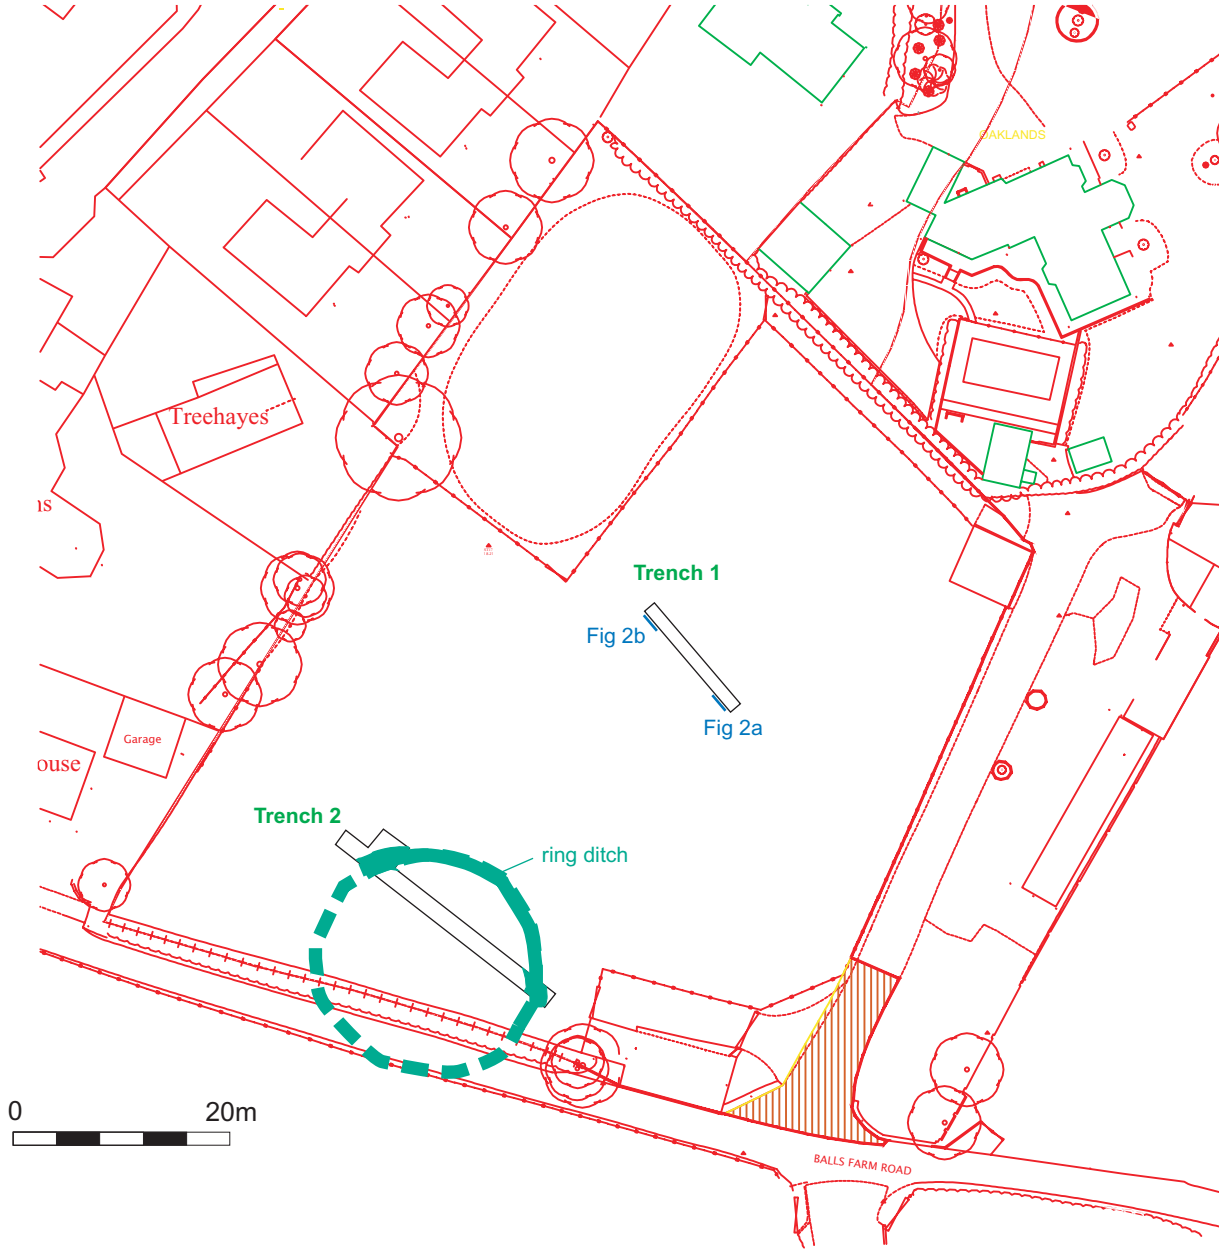 OAKLANDS
Treehayes
ns
Trench 1
Fig 2b
Fig 2a
Garage
ouse
Trench 2
ring ditch
0 20m
BALLS FARM ROAD